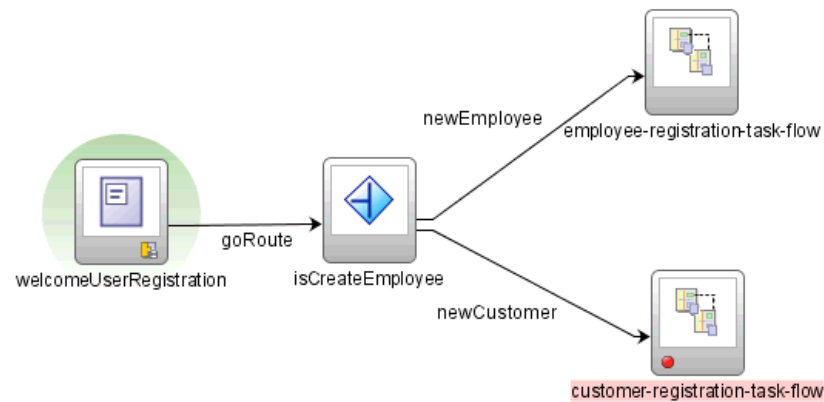 newEmployee
employee-registration-task-flow
goRoute
welcomeUserRegistration
isCreateEmployee
newCustomer
customer-registration-task-flow